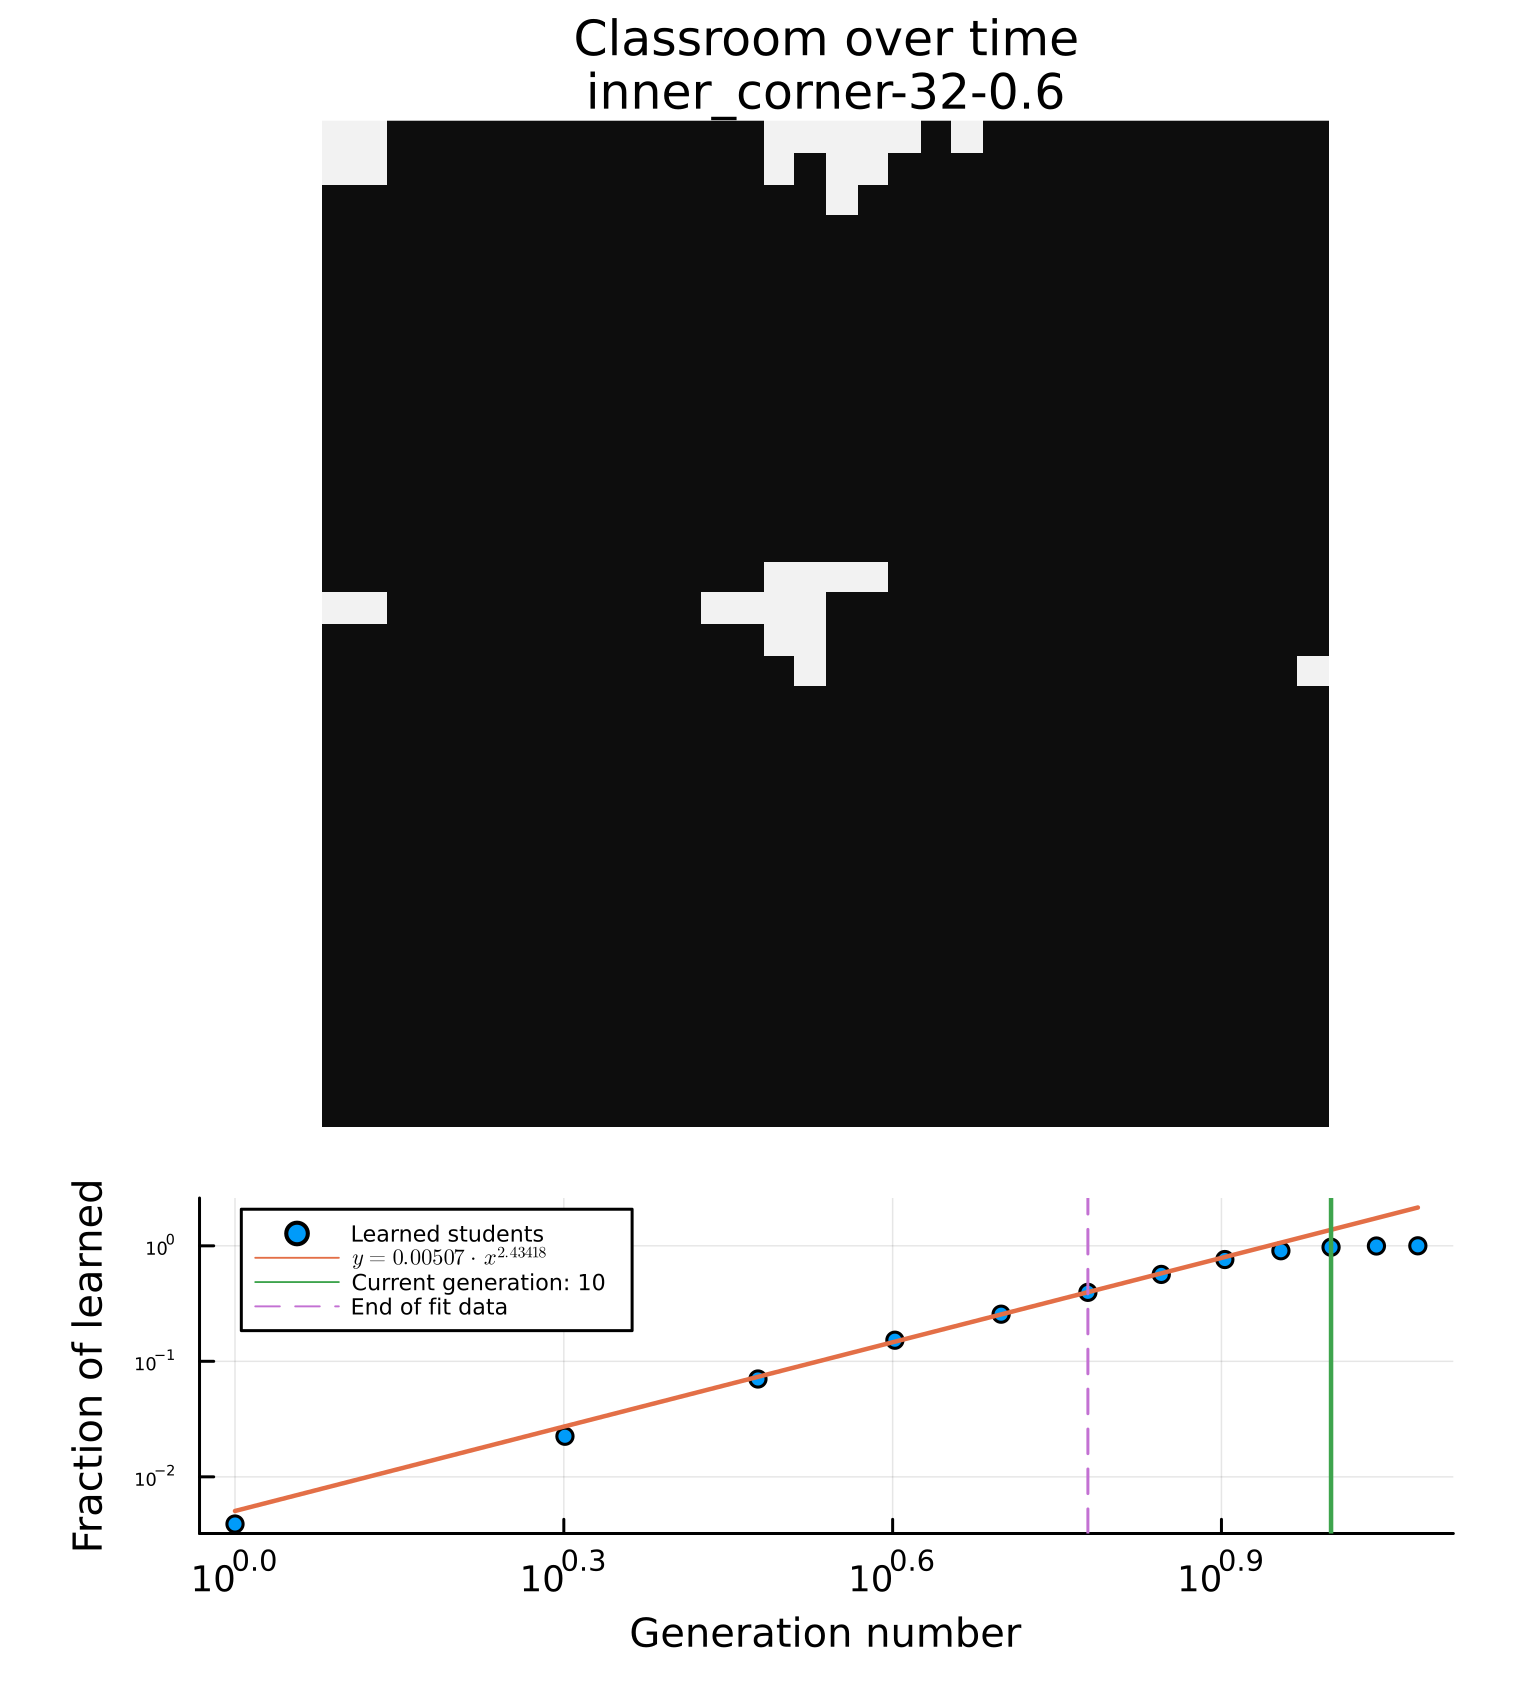 Classroom over time
inner_corner-32-0.6
Fraction of learned
10^0
10^−1
10^−2
Learned students
y = 0.00507 · x^2.43418
Current generation: 10
End of fit data
10^0.0 10^0.3 10^0.6 10^0.9
Generation number